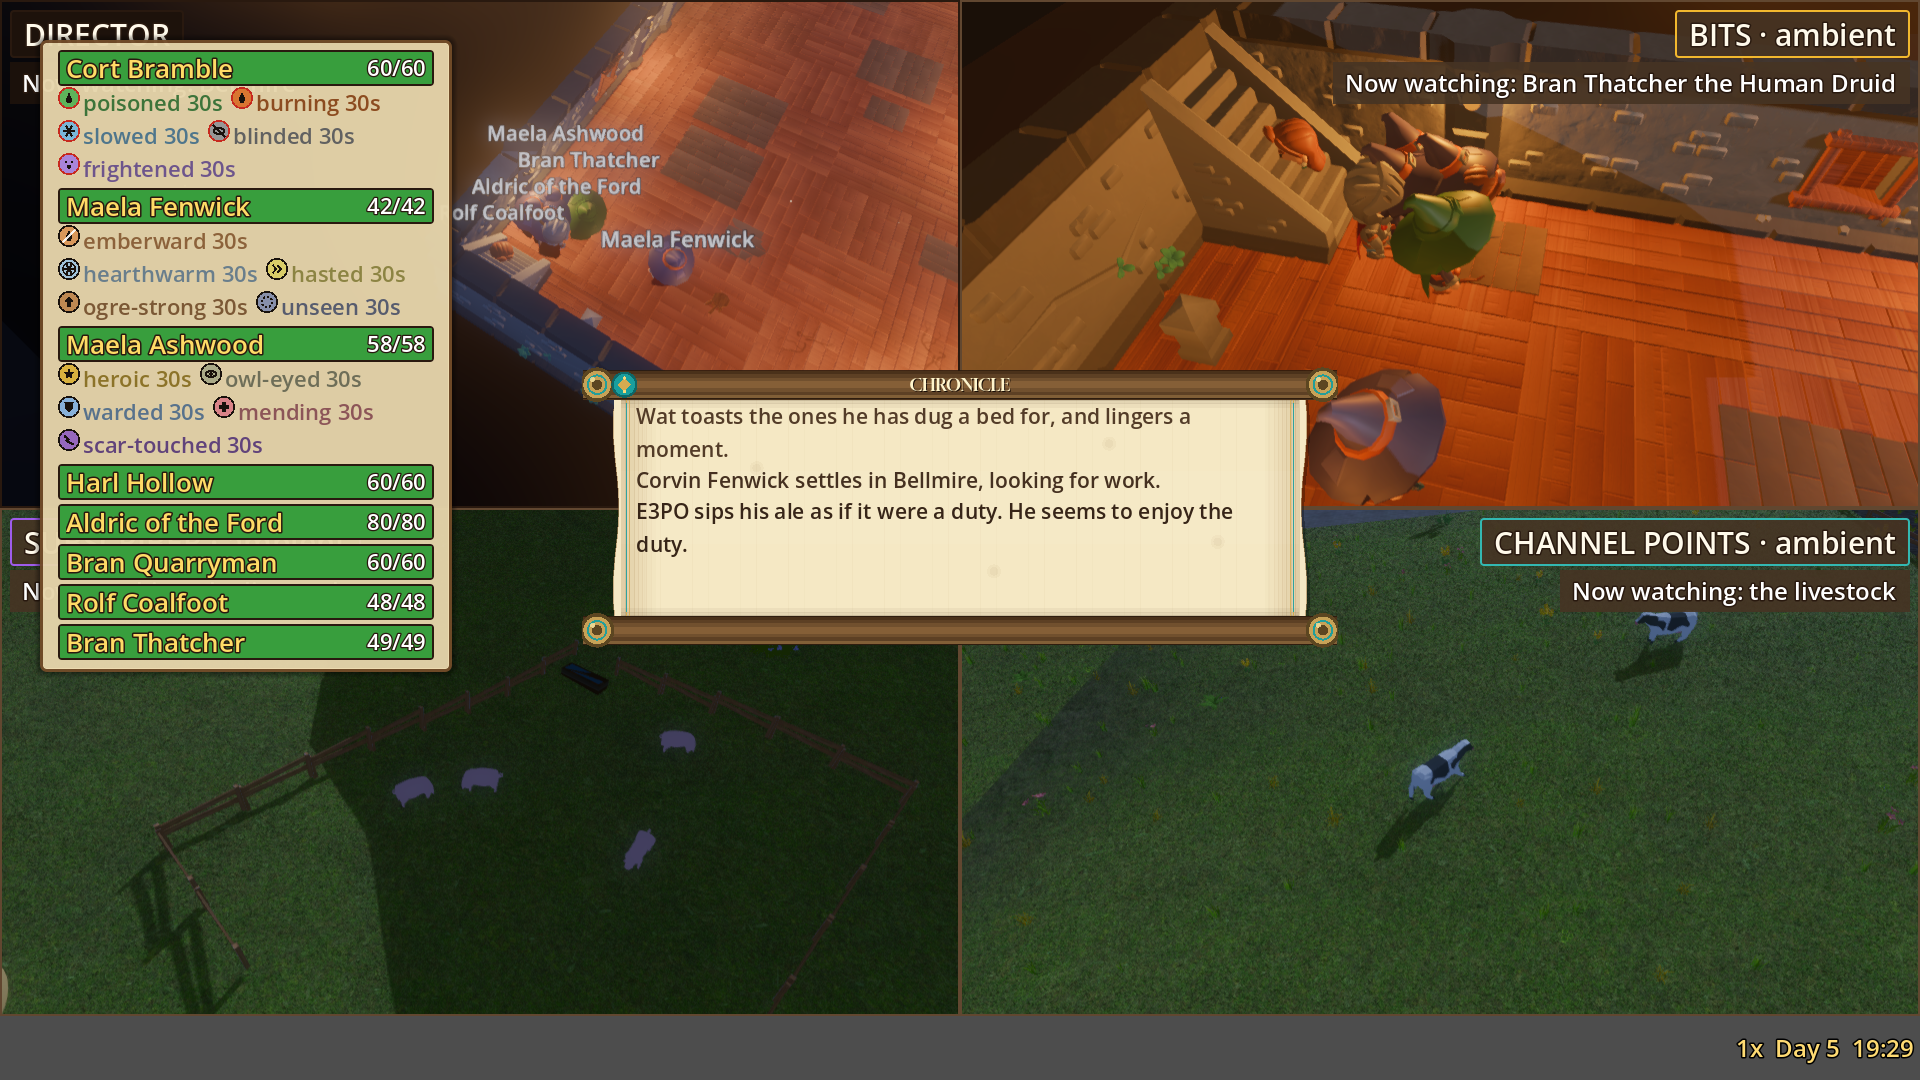 DIRECTOR
Cort Bramble 60/60
poisoned 30s burning 30s
slowed 30s blinded 30s
frightened 30s
Maela Fenwick 42/42
emberward 30s
hearthwarm 30s hasted 30s
ogre-strong 30s unseen 30s
Maela Ashwood 58/58
heroic 30s owl-eyed 30s
warded 30s mending 30s
scar-touched 30s
Harl Hollow 60/60
Aldric of the Ford 80/80
Bran Quarryman 60/60
Rolf Coalfoot 48/48
Bran Thatcher 49/49
Maela Ashwood
Bran Thatcher
Aldric of the Ford
olf Coalfoot
Maela Fenwick
BITS · ambient
Now watching: Bran Thatcher the Human Druid
CHRONICLE
Wat toasts the ones he has dug a bed for, and lingers a
moment.
Corvin Fenwick settles in Bellmire, looking for work.
E3PO sips his ale as if it were a duty. He seems to enjoy the
duty.
CHANNEL POINTS · ambient
Now watching: the livestock
1x Day 5 19:29